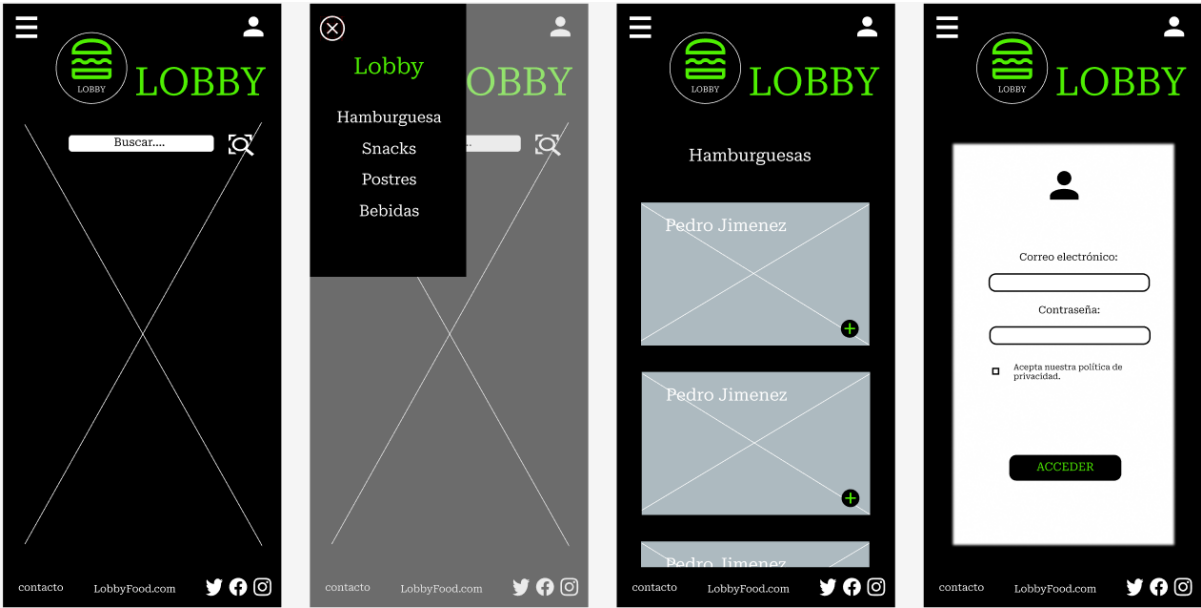 LOBBY
LOBBY
Buscar....
contacto
LobbyFood.com
Lobby
OBBY
Hamburguesa
..
Snacks
Postres
Bebidas
contacto
LobbyFood.com
LOBBY
LOBBY
Hamburguesas
Pedro Jimenez
Pedro Jimenez
Pedro Jimenez
contacto
LobbyFood.com
LOBBY
LOBBY
Correo electrónico:
Contraseña:
Acepta nuestra política de
privacidad.
ACCEDER
contacto
LobbyFood.com